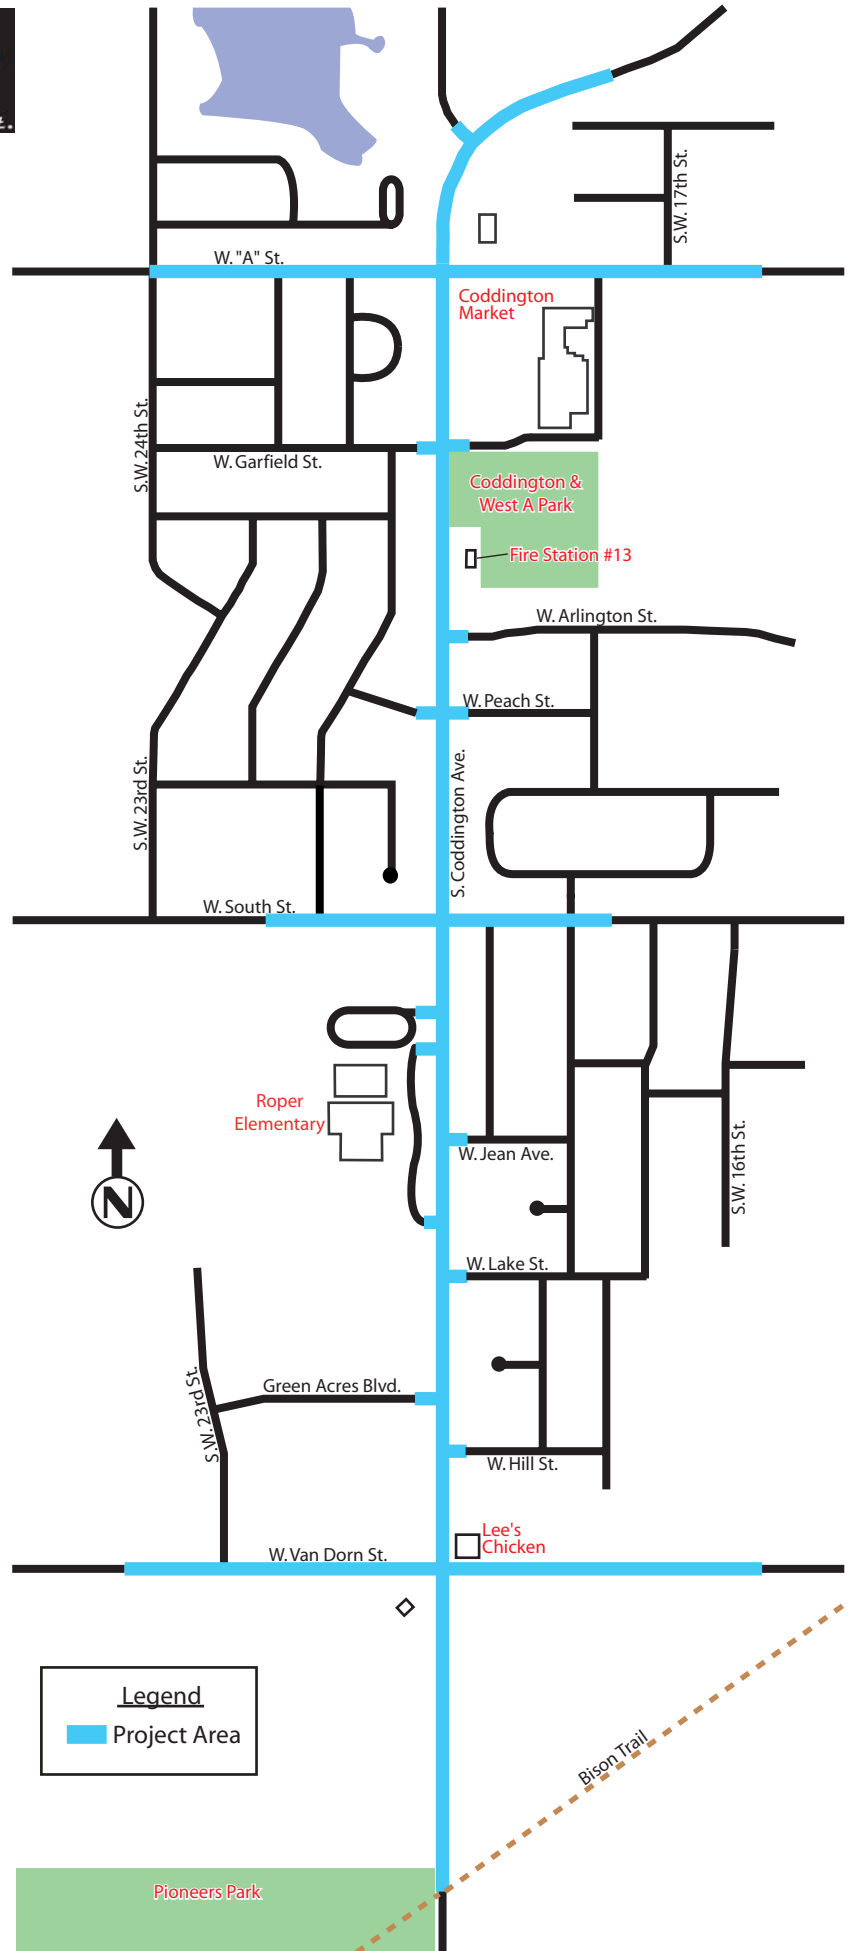 S.W. 17th St.
W. "A" St.
Coddington
Market
S.W. 24th St.
W. Garfield St.
Coddington &
West A Park
Fire Station #13
W. Arlington St.
W. Peach St.
S. Coddington Ave.
S.W. 23rd St.
W. South St.
Roper
Elementary
W. Jean Ave.
S.W. 16th St.
N
W. Lake St.
Green Acres Blvd.
S.W. 23rd St.
W. Hill St.
Lee's
Chicken
W. Van Dorn St.
Legend
Project Area
Bison Trail
Pioneers Park